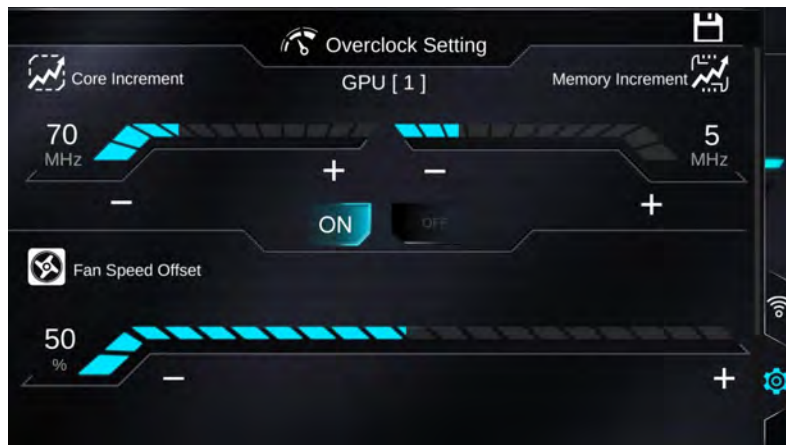 Overclock Setting
Core Increment
GPU [ 1 ]
Memory Increment
70
MHz
5
MHz
+
−
−
+
ON
OFF
Fan Speed Offset
50
%
−
+